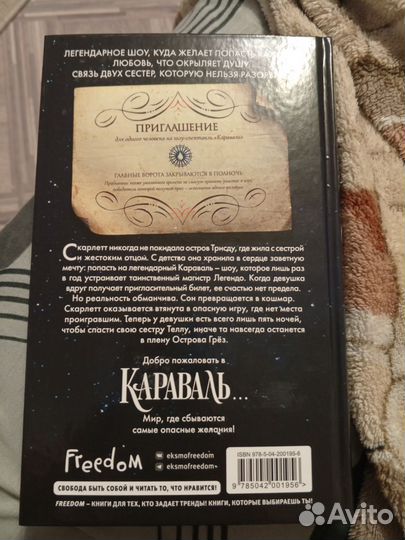 ЛЕГЕНДАРНОЕ ШОУ, КУДА ЖЕЛАЕТ ПОПАСТЬ
ЛЮБОВЬ, ЧТО ОКРЫЛЯЕТ ДУШУ.
СВЯЗЬ ДВУХ СЕСТЕР, КОТОРУЮ НЕЛЬЗЯ
ПРИГЛАШЕНИЕ
для одного человека на шоу-спектакль «Караваль»
ГЛАВНЫЕ ВОРОТА ЗАКРЫВАЮТСЯ В ПОЛНОЧЬ.
Скарлетт никогда не покидала остров Трисду, где жила с сестрой
и жестоким отцом. С детства она хранила в сердце заветную
мечту: попасть на легендарный Караваль – шоу, которое лишь раз
в год устраивает таинственный магистр Легендо. Когда девушка
вдруг получает пригласительный билет, ее счастью нет предела.
Но реальность обманчива. Сон превращается в кошмар.
Скарлетт оказывается втянута в опасную игру, где нет места
проигравшим. Теперь у девушки есть всего лишь пять ночей,
чтобы спасти свою сестру Теллу, иначе та навсегда останется
в плену Острова Грёз.
Добро пожаловать в
КАРАВАЛЬ...
Мир, где сбываются
самые опасные желания!
Freedom
eksmofreedom
eksmofreedom
ISBN 978-5-04-200195-6
9 785042 001956 >
СВОБОДА БЫТЬ СОБОЙ И ЧИТАТЬ ТО, ЧТО НРАВИТСЯ!
FREEDOM – КНИГИ ДЛЯ ТЕХ, КТО ЗАДАЕТ ТРЕНДЫ! КНИГИ, КОТОРЫЕ ВЫБИРАЕШЬ ТЫ!
Avito